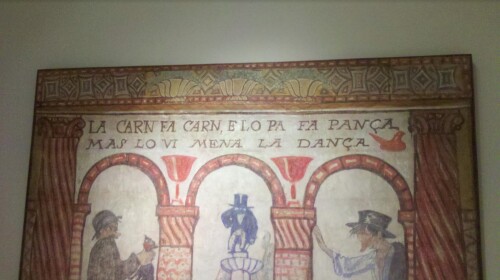 LA CARN FA CARN, E LO PA FA PANÇA
MAS LO VI MENA LA DANÇA